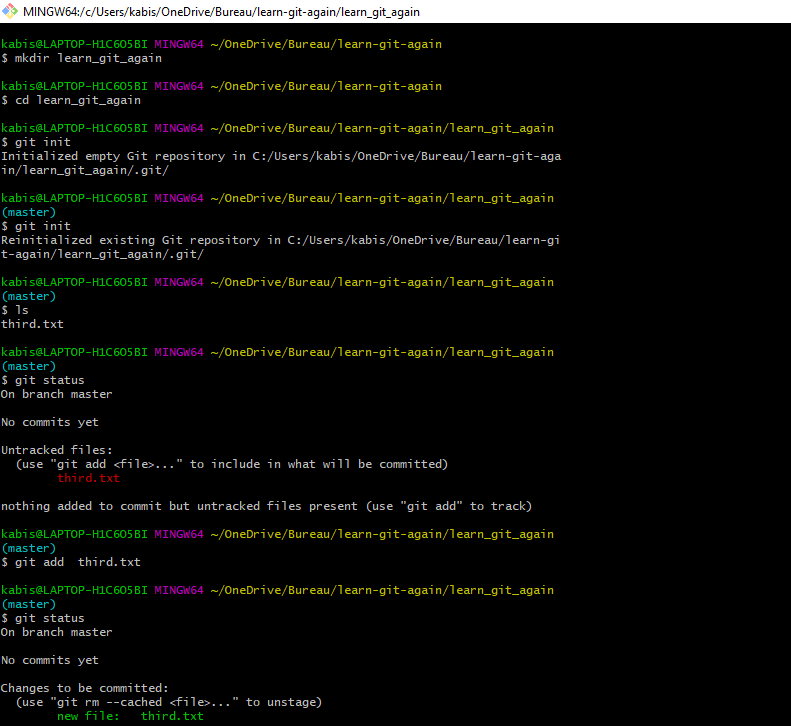 MINGW64:/c/Users/kabis/OneDrive/Bureau/learn-git-again/learn_git_again
kabis@LAPTOP-H1C6O5BI MINGW64 ~/OneDrive/Bureau/learn-git-again
$ mkdir learn_git_again
kabis@LAPTOP-H1C6O5BI MINGW64 ~/OneDrive/Bureau/learn-git-again
$ cd learn_git_again
kabis@LAPTOP-H1C6O5BI MINGW64 ~/OneDrive/Bureau/learn-git-again/learn_git_again
$ git init
Initialized empty Git repository in C:/Users/kabis/OneDrive/Bureau/learn-git-aga
in/learn_git_again/.git/
kabis@LAPTOP-H1C6O5BI MINGW64 ~/OneDrive/Bureau/learn-git-again/learn_git_again
(master)
$ git init
Reinitialized existing Git repository in C:/Users/kabis/OneDrive/Bureau/learn-gi
t-again/learn_git_again/.git/
kabis@LAPTOP-H1C6O5BI MINGW64 ~/OneDrive/Bureau/learn-git-again/learn_git_again
(master)
$ ls
third.txt
kabis@LAPTOP-H1C6O5BI MINGW64 ~/OneDrive/Bureau/learn-git-again/learn_git_again
(master)
$ git status
On branch master
No commits yet
Untracked files:
  (use "git add <file>..." to include in what will be committed)
        third.txt
nothing added to commit but untracked files present (use "git add" to track)
kabis@LAPTOP-H1C6O5BI MINGW64 ~/OneDrive/Bureau/learn-git-again/learn_git_again
(master)
$ git add  third.txt
kabis@LAPTOP-H1C6O5BI MINGW64 ~/OneDrive/Bureau/learn-git-again/learn_git_again
(master)
$ git status
On branch master
No commits yet
Changes to be committed:
  (use "git rm --cached <file>..." to unstage)
        new file:   third.txt